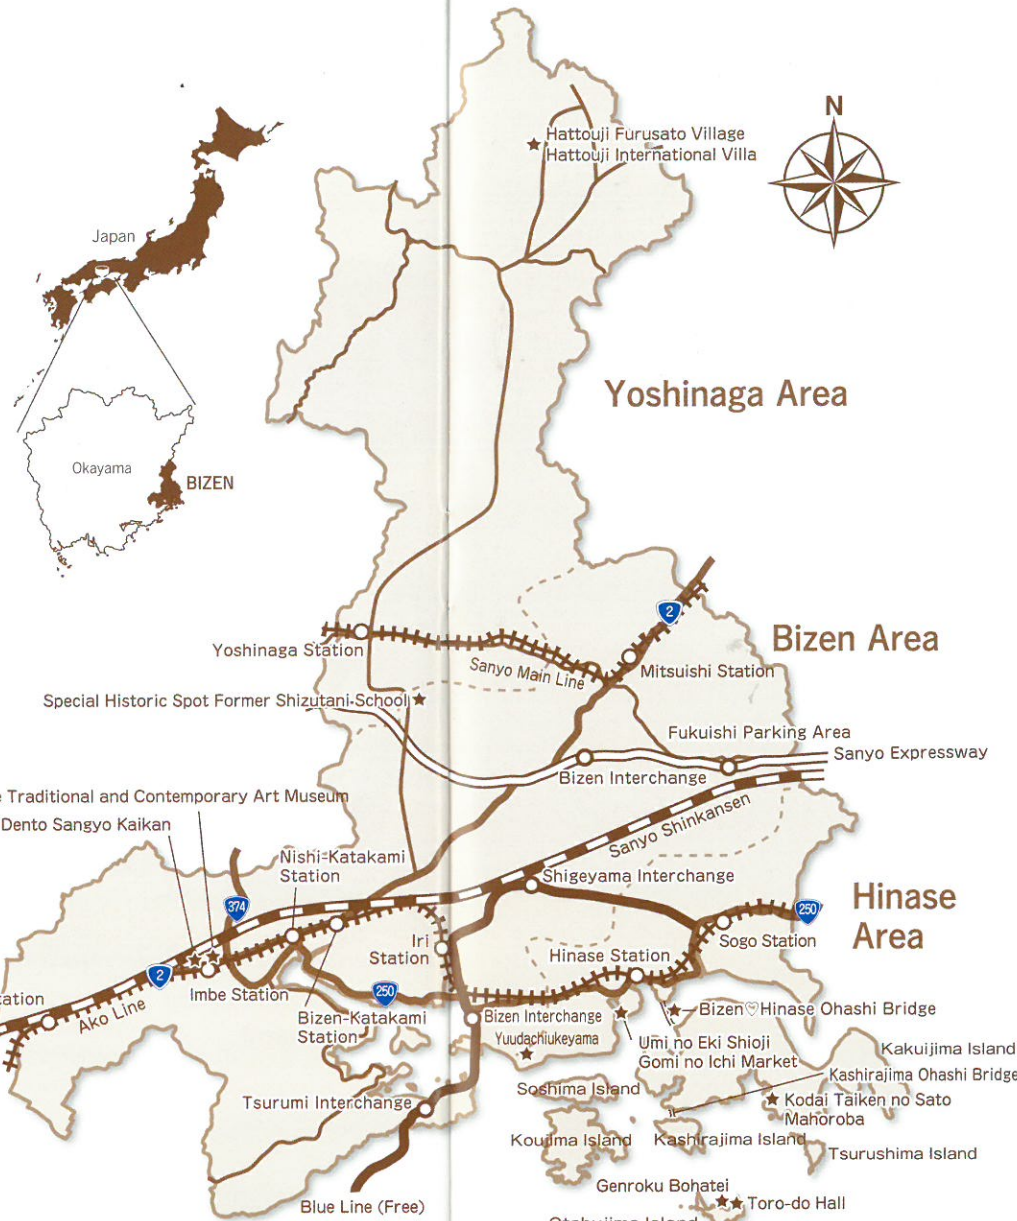 N
Hattouji Furusato Village
Hattouji International Villa
Japan
Okayama
BIZEN
Yoshinaga Area
2
Bizen Area
Yoshinaga Station
Sanyo Main Line
Mitsuishi Station
Special Historic Spot Former Shizutani School
Fukuishi Parking Area
Sanyo Expressway
Bizen Interchange
Traditional and Contemporary Art Museum
Dento Sangyo Kaikan
Sanyo Shinkansen
Nishi-Katakami
Station
Shigeyama Interchange
Hinase
Area
374
250
Iri
Station
Sogo Station
Hinase Station
2
Imbe Station
250
Ako Line
Bizen-Katakami
Station
Bizen Interchange
Yuudachiukeyama
Bizen♡Hinase Ohashi Bridge
Umi no Eki Shioji
Gomi no Ichi Market
Kakuijima Island
Kashirajima Ohashi Bridge
Soshima Island
Kodai Taiken no Sato
Mahoroba
Tsurumi Interchange
Koujima Island
Kashirajima Island
Tsurushima Island
Genroku Bohatei
Toro-do Hall
Blue Line (Free)